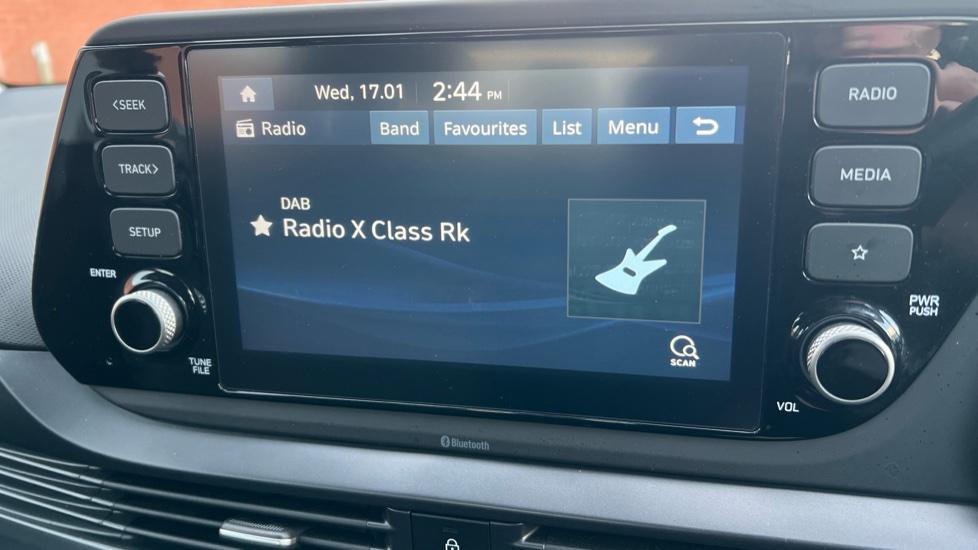 <SEEK
TRACK>
SETUP
ENTER
TUNE
FILE
Wed, 17.01 2:44 PM
Radio Band Favourites List Menu
DAB
Radio X Class Rk
SCAN
RADIO
MEDIA
PWR
PUSH
VOL
Bluetooth